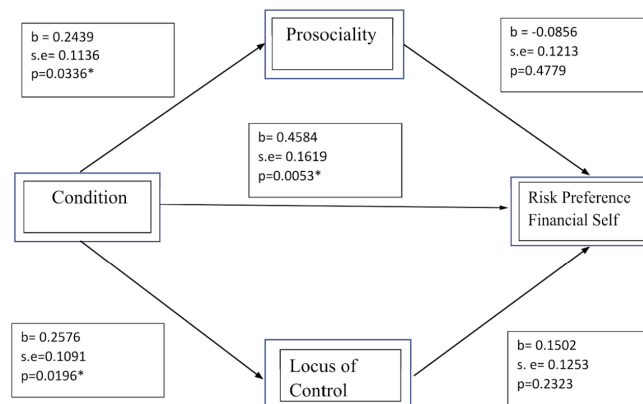 b = 0.2439
s.e= 0.1136
p=0.0336*
Prosociality
b = -0.0856
s.e= 0.1213
p=0.4779
b= 0.4584
s.e= 0.1619
p=0.0053*
Condition
Risk Preference
Financial Self
b= 0.2576
s.e=0.1091
p=0.0196*
Locus of
Control
b= 0.1502
s. e= 0.1253
p=0.2323